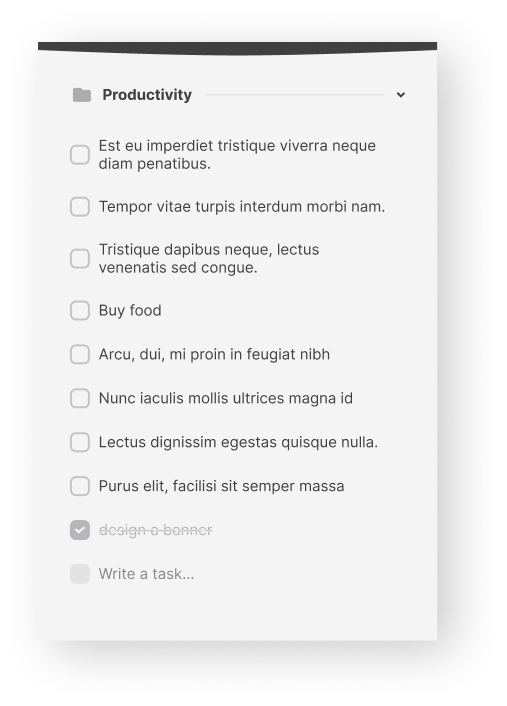 Productivity
Est eu imperdiet tristique viverra neque
diam penatibus.
Tempor vitae turpis interdum morbi nam.
Tristique dapibus neque, lectus
venenatis sed congue.
Buy food
Arcu, dui, mi proin in feugiat nibh
Nunc iaculis mollis ultrices magna id
Lectus dignissim egestas quisque nulla.
Purus elit, facilisi sit semper massa
design a banner
Write a task...